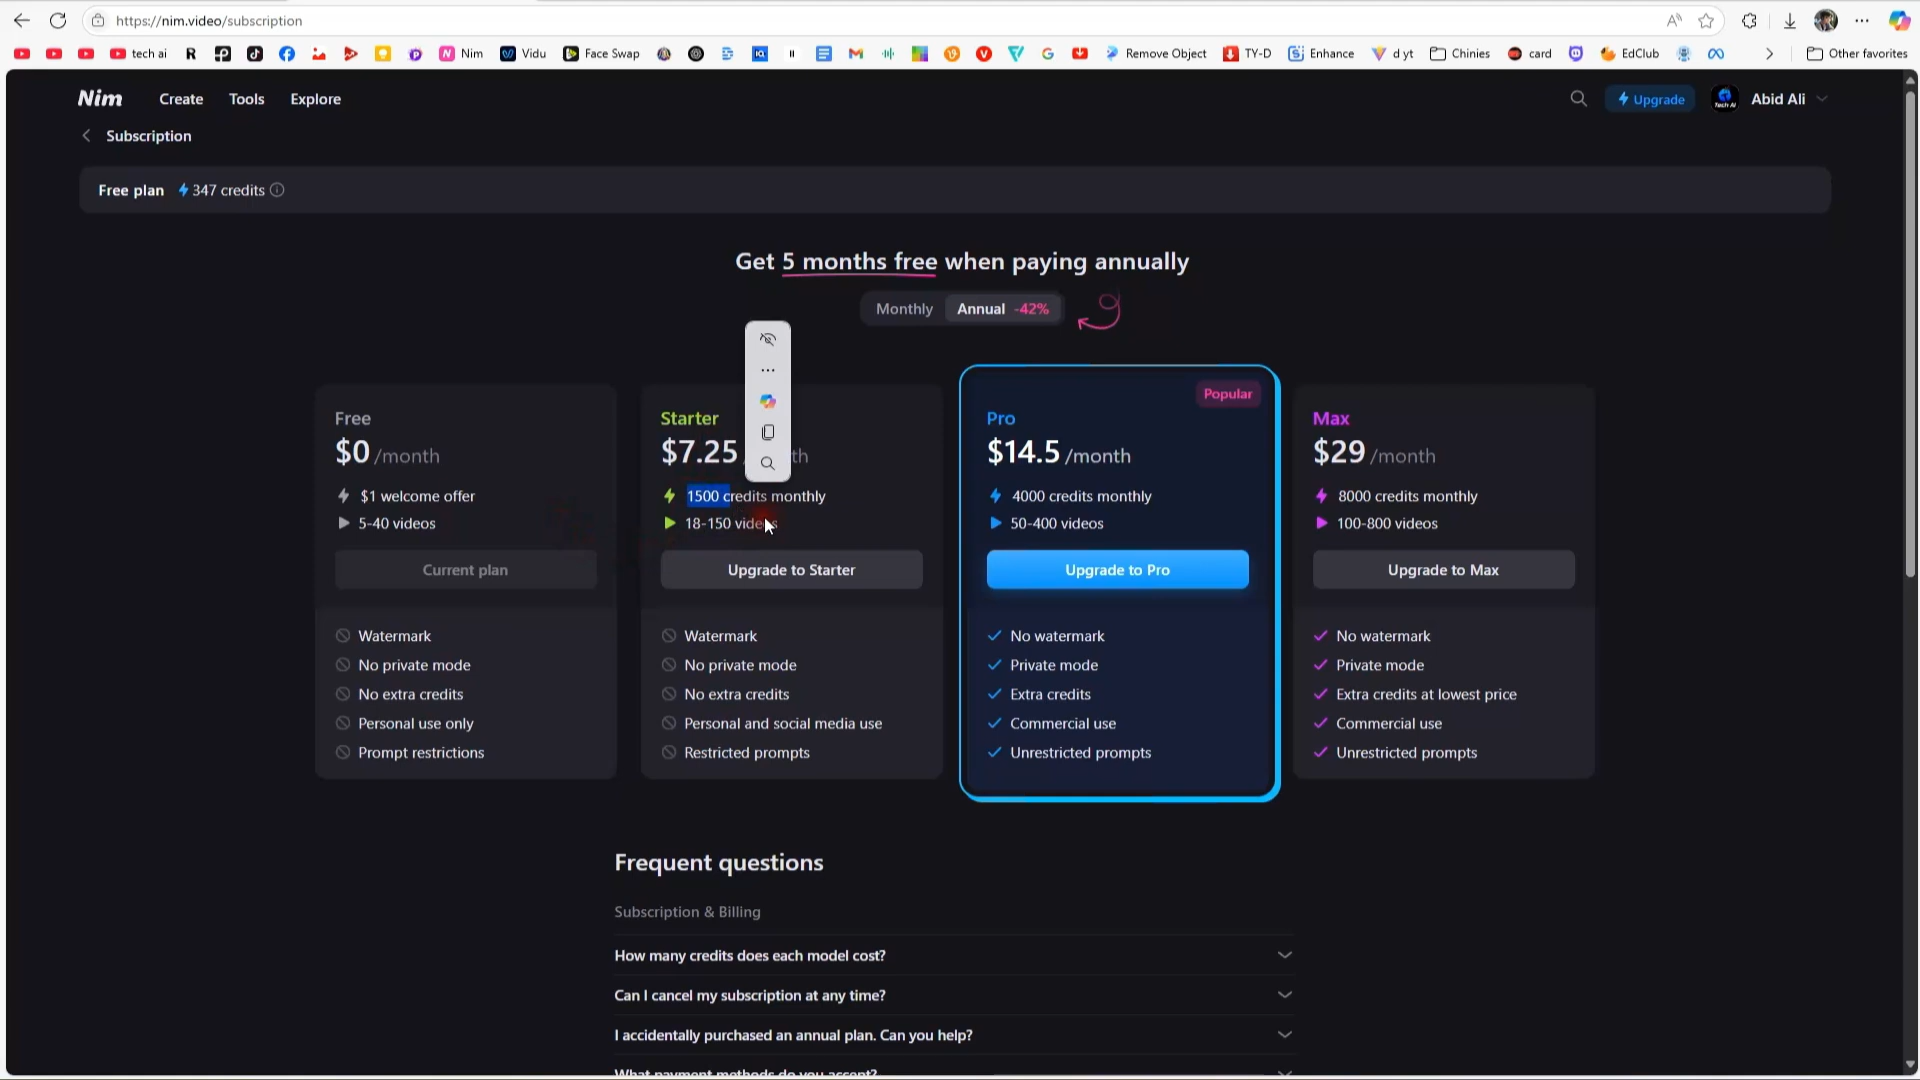 https://nim.video/subscription
tech ai
Nim
Vidu
Face Swap
Remove Object
TY-D
Enhance
d yt
Chinies
card
EdClub
Other favorites
Nim Create Tools Explore
Upgrade
Abid Ali
Subscription
Free plan 347 credits
Get 5 months free when paying annually
Monthly Annual -42%
Free
$0 /month
$1 welcome offer
5-40 videos
Current plan
Watermark
No private mode
No extra credits
Personal use only
Prompt restrictions
Starter
$7.25
1500 credits monthly
18-150 videos
Upgrade to Starter
Watermark
No private mode
No extra credits
Personal and social media use
Restricted prompts
Popular
Pro
$14.5 /month
4000 credits monthly
50-400 videos
Upgrade to Pro
No watermark
Private mode
Extra credits
Commercial use
Unrestricted prompts
Max
$29 /month
8000 credits monthly
100-800 videos
Upgrade to Max
No watermark
Private mode
Extra credits at lowest price
Commercial use
Unrestricted prompts
Frequent questions
Subscription & Billing
How many credits does each model cost?
Can I cancel my subscription at any time?
I accidentally purchased an annual plan. Can you help?
What payment methods do you accept?